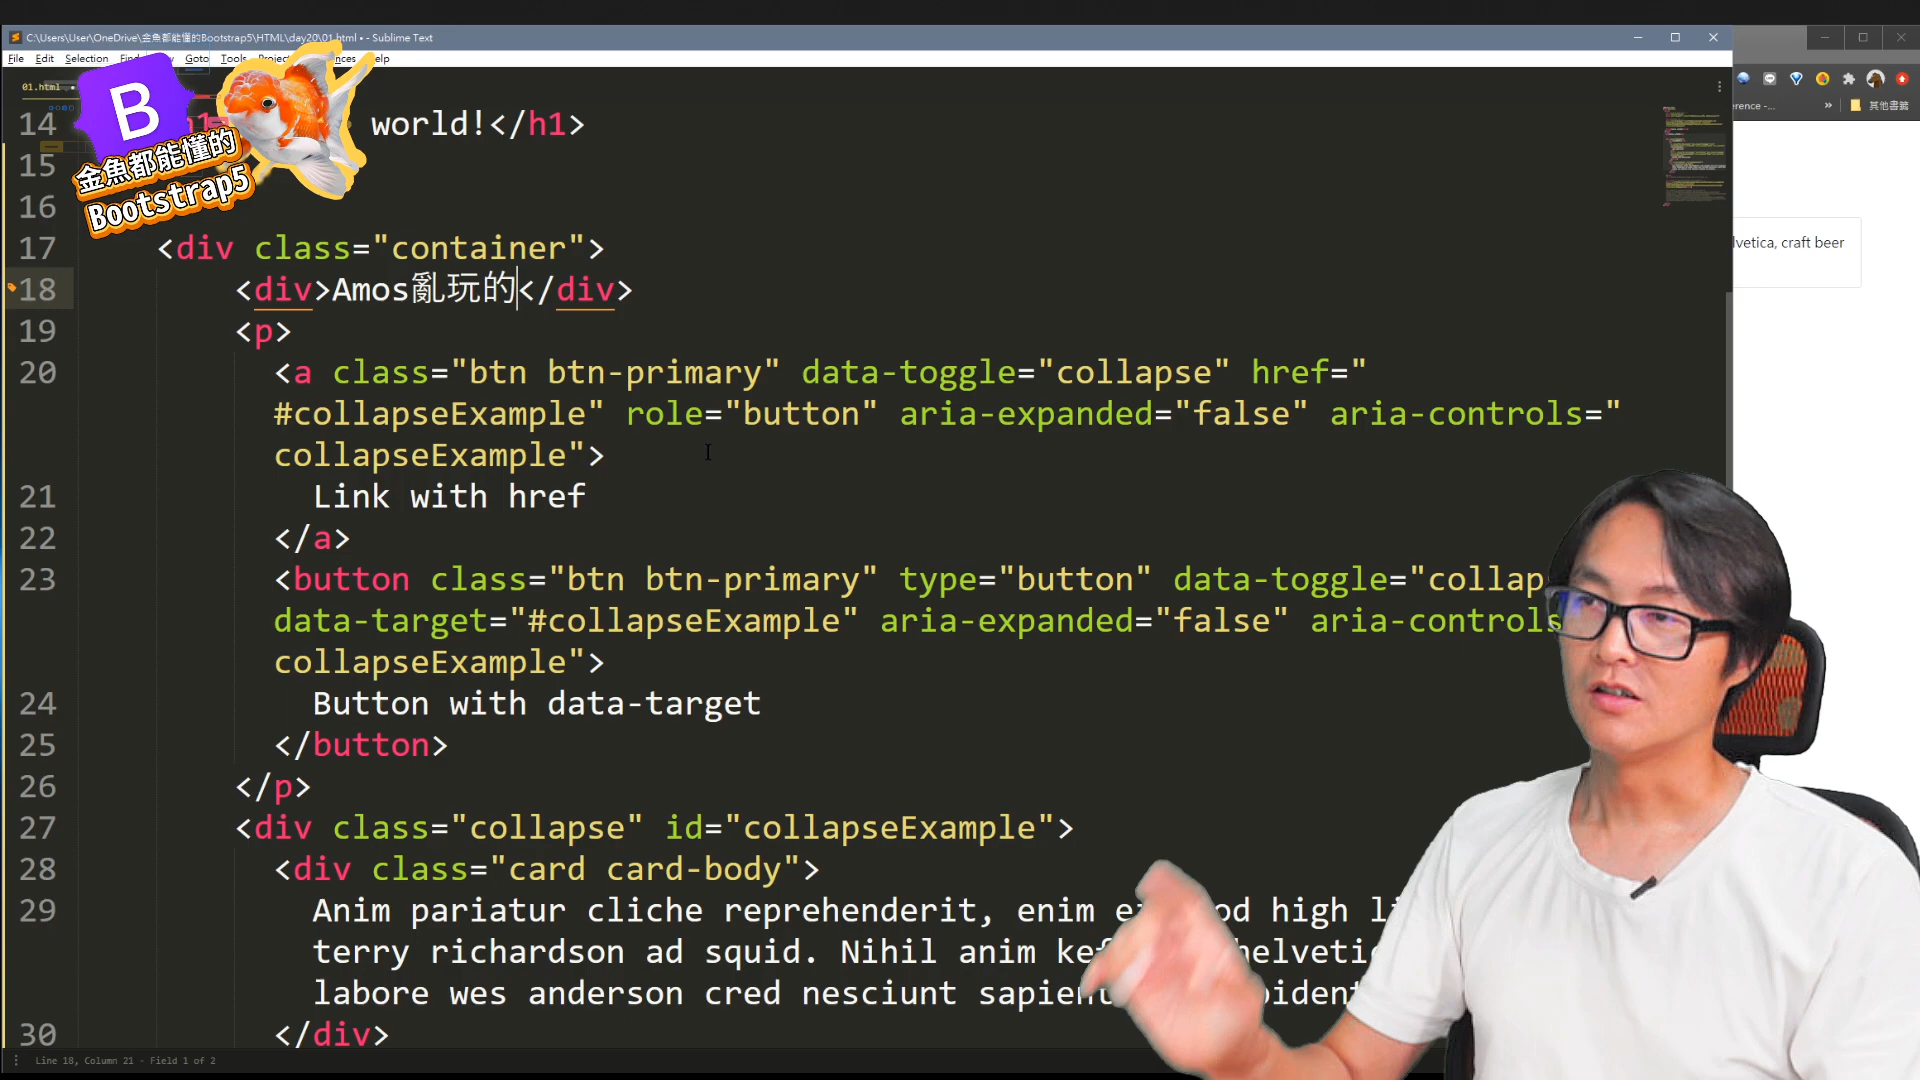 C:\Users\User\OneDrive\金魚都能懂的Bootstrap5\HTML\day20\01.html • - Sublime Text
File Edit Selection Find Goto Tools elp
01.html
B
金魚都能懂的
Bootstrap5
其他書籤
14 world!</h1>
15
16
17 <div class="container">
18 <div>Amos亂玩的</div>
19 <p>
20 <a class="btn btn-primary" data-toggle="collapse" href="
#collapseExample" role="button" aria-expanded="false" aria-controls="
collapseExample">
21 Link with href
22 </a>
23 <button class="btn btn-primary" type="button" data-toggle="collap
data-target="#collapseExample" aria-expanded="false" aria-controls
collapseExample">
24 Button with data-target
25 </button>
26 </p>
27 <div class="collapse" id="collapseExample">
28 <div class="card card-body">
29 Anim pariatur cliche reprehenderit, enim high
terry richardson ad squid. Nihil anim
labore wes anderson cred nesciunt
30 </div>
lvetica, craft beer
Line 18, Column 21 - Field 1 of 2